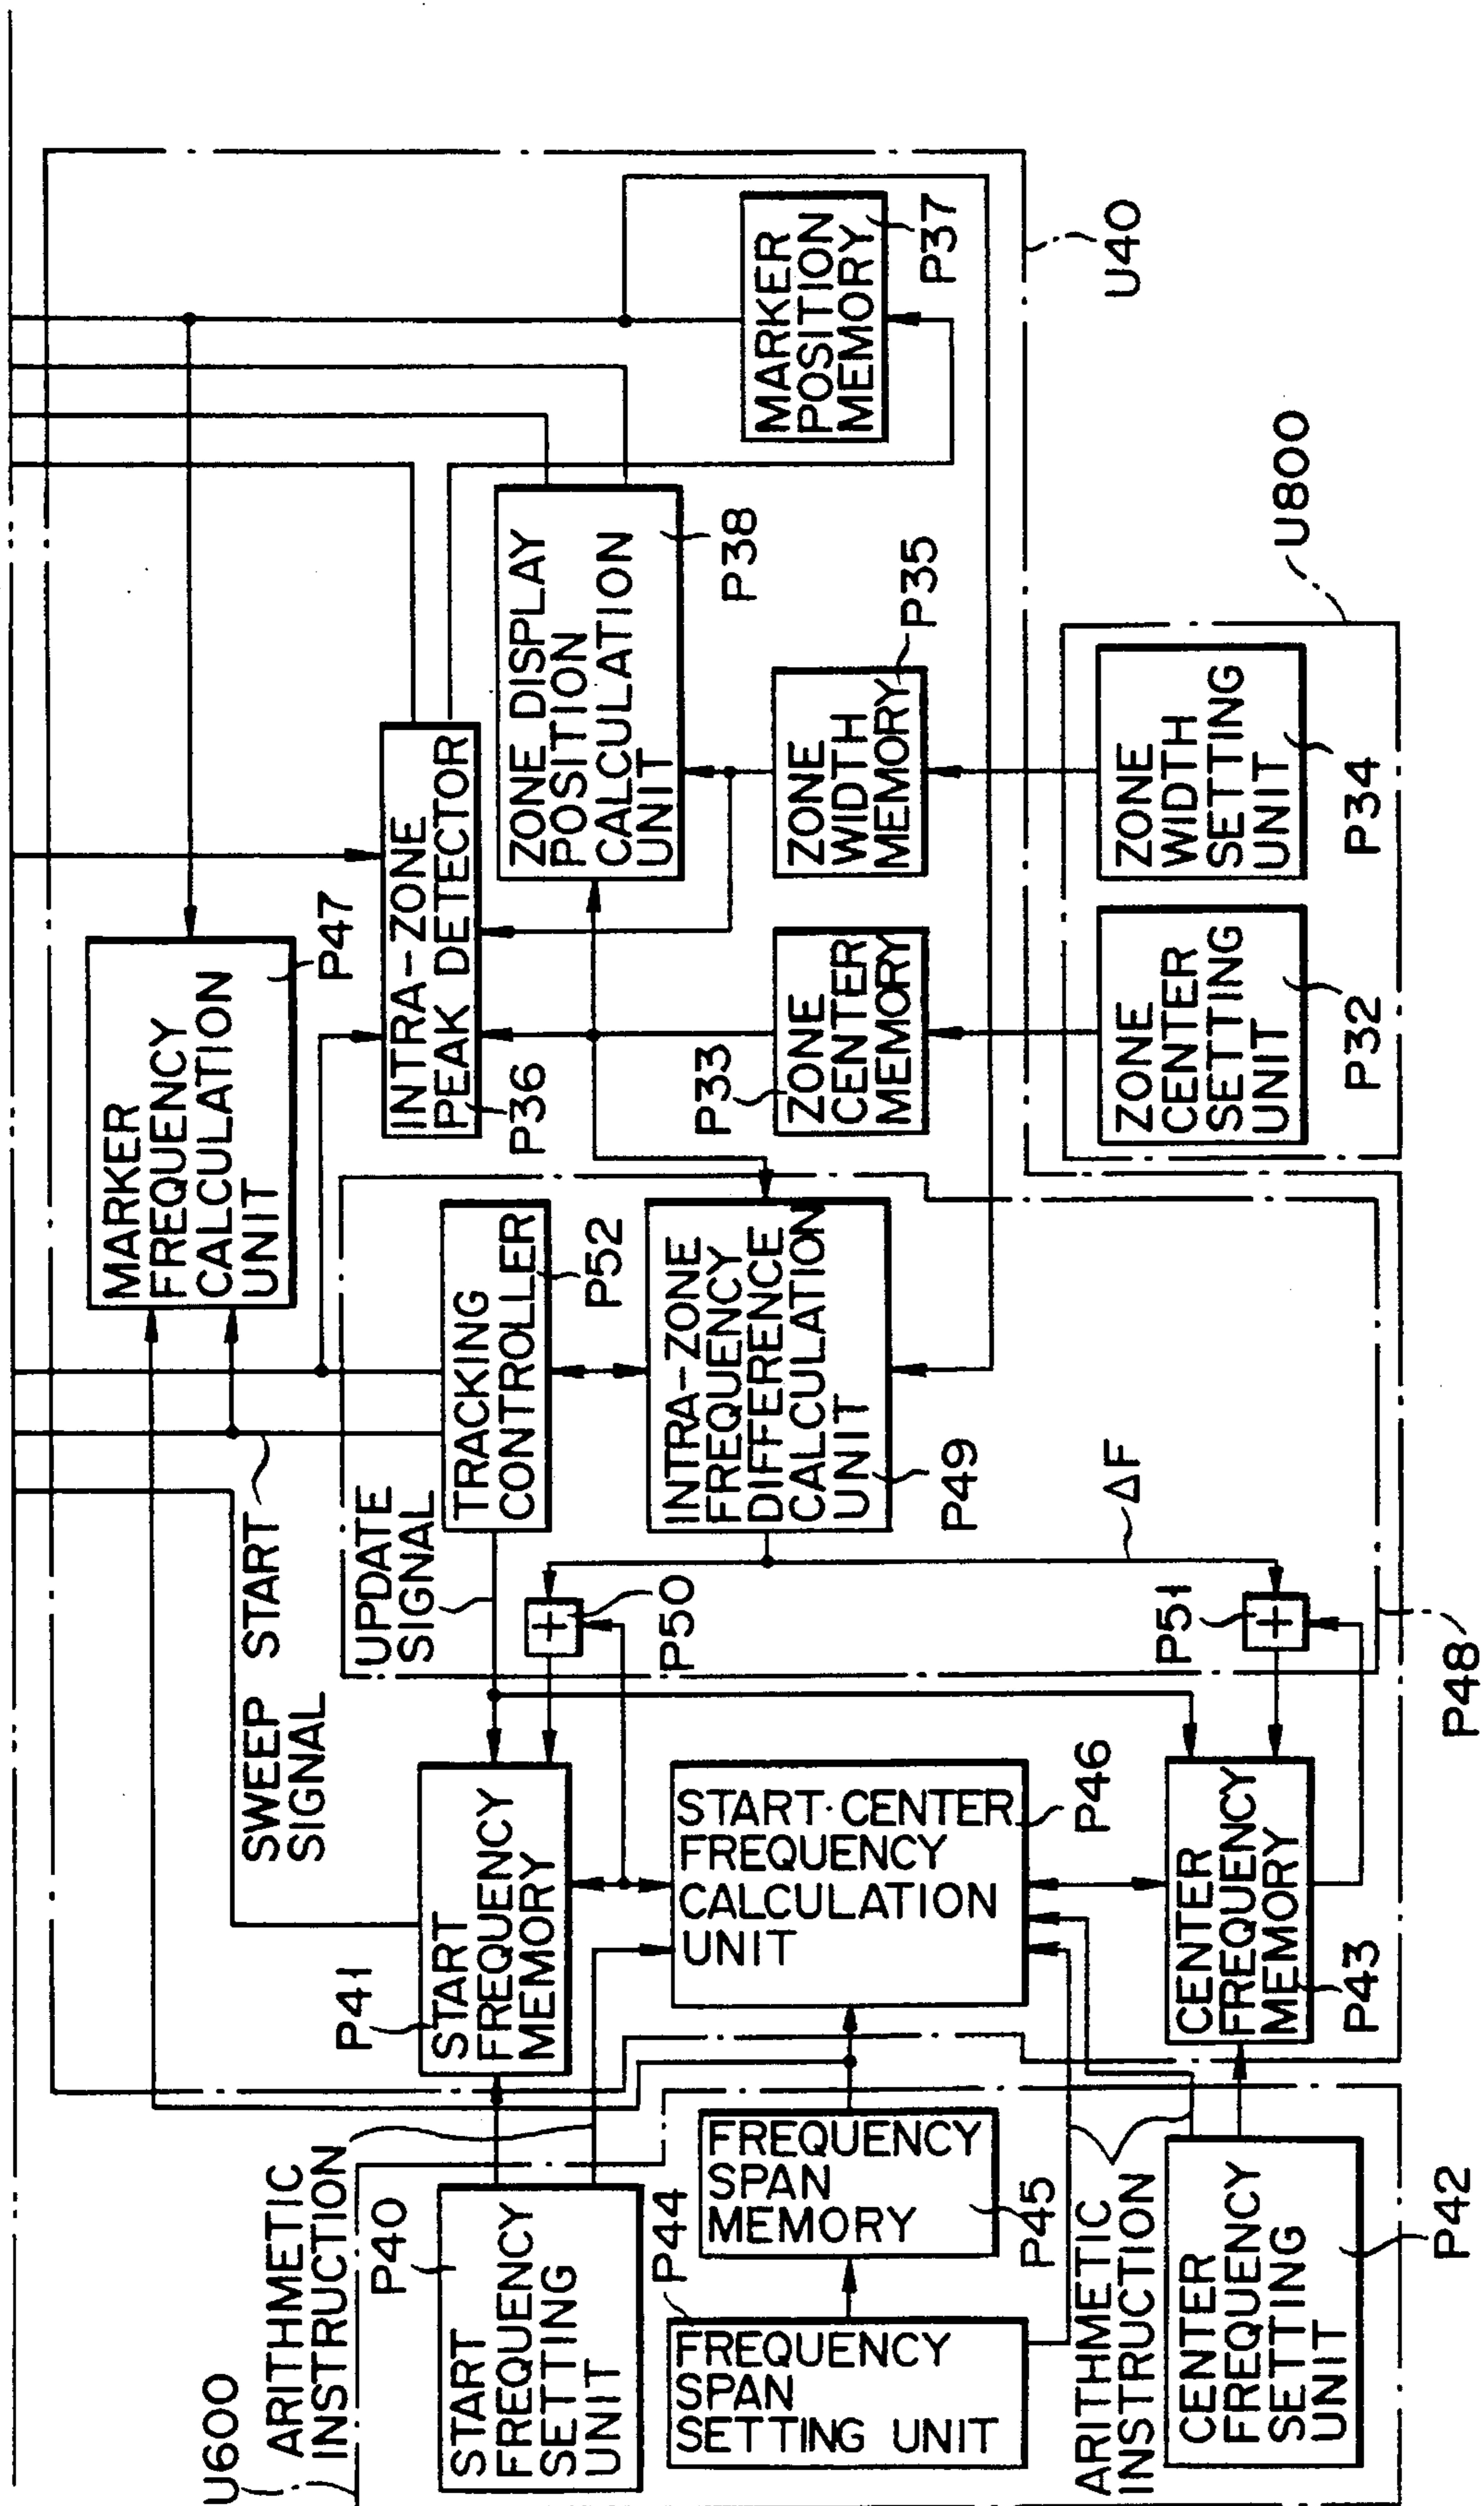 U600
ARITHMETIC
INSTRUCTION
P40
START
FREQUENCY
SETTING
UNIT
P44
FREQUENCY
SPAN
SETTING UNIT
FREQUENCY
SPAN
MEMORY
P45
ARITHMETIC
INSTRUCTION
CENTER
FREQUENCY
SETTING
UNIT
P42
P41
START
FREQUENCY
MEMORY
START·CENTER
FREQUENCY
CALCULATION
UNIT
P46
CENTER
FREQUENCY
MEMORY
P43
SWEEP START
SIGNAL
UPDATE
SIGNAL
P50
P51
ΔF
P48
TRACKING
CONTROLLER
P52
INTRA-ZONE
FREQUENCY
DIFFERENCE
CALCULATION
UNIT
P49
MARKER
FREQUENCY
CALCULATION
UNIT
P47
INTRA-ZONE
PEAK DETECTOR
P36
ZONE DISPLAY
POSITION
CALCULATION
UNIT
P38
P33
ZONE
CENTER
MEMORY
ZONE
WIDTH
MEMORY
P35
ZONE
CENTER
SETTING
UNIT
P32
ZONE
WIDTH
SETTING
UNIT
P34
MARKER
POSITION
MEMORY
P37
U40
U800
+
+